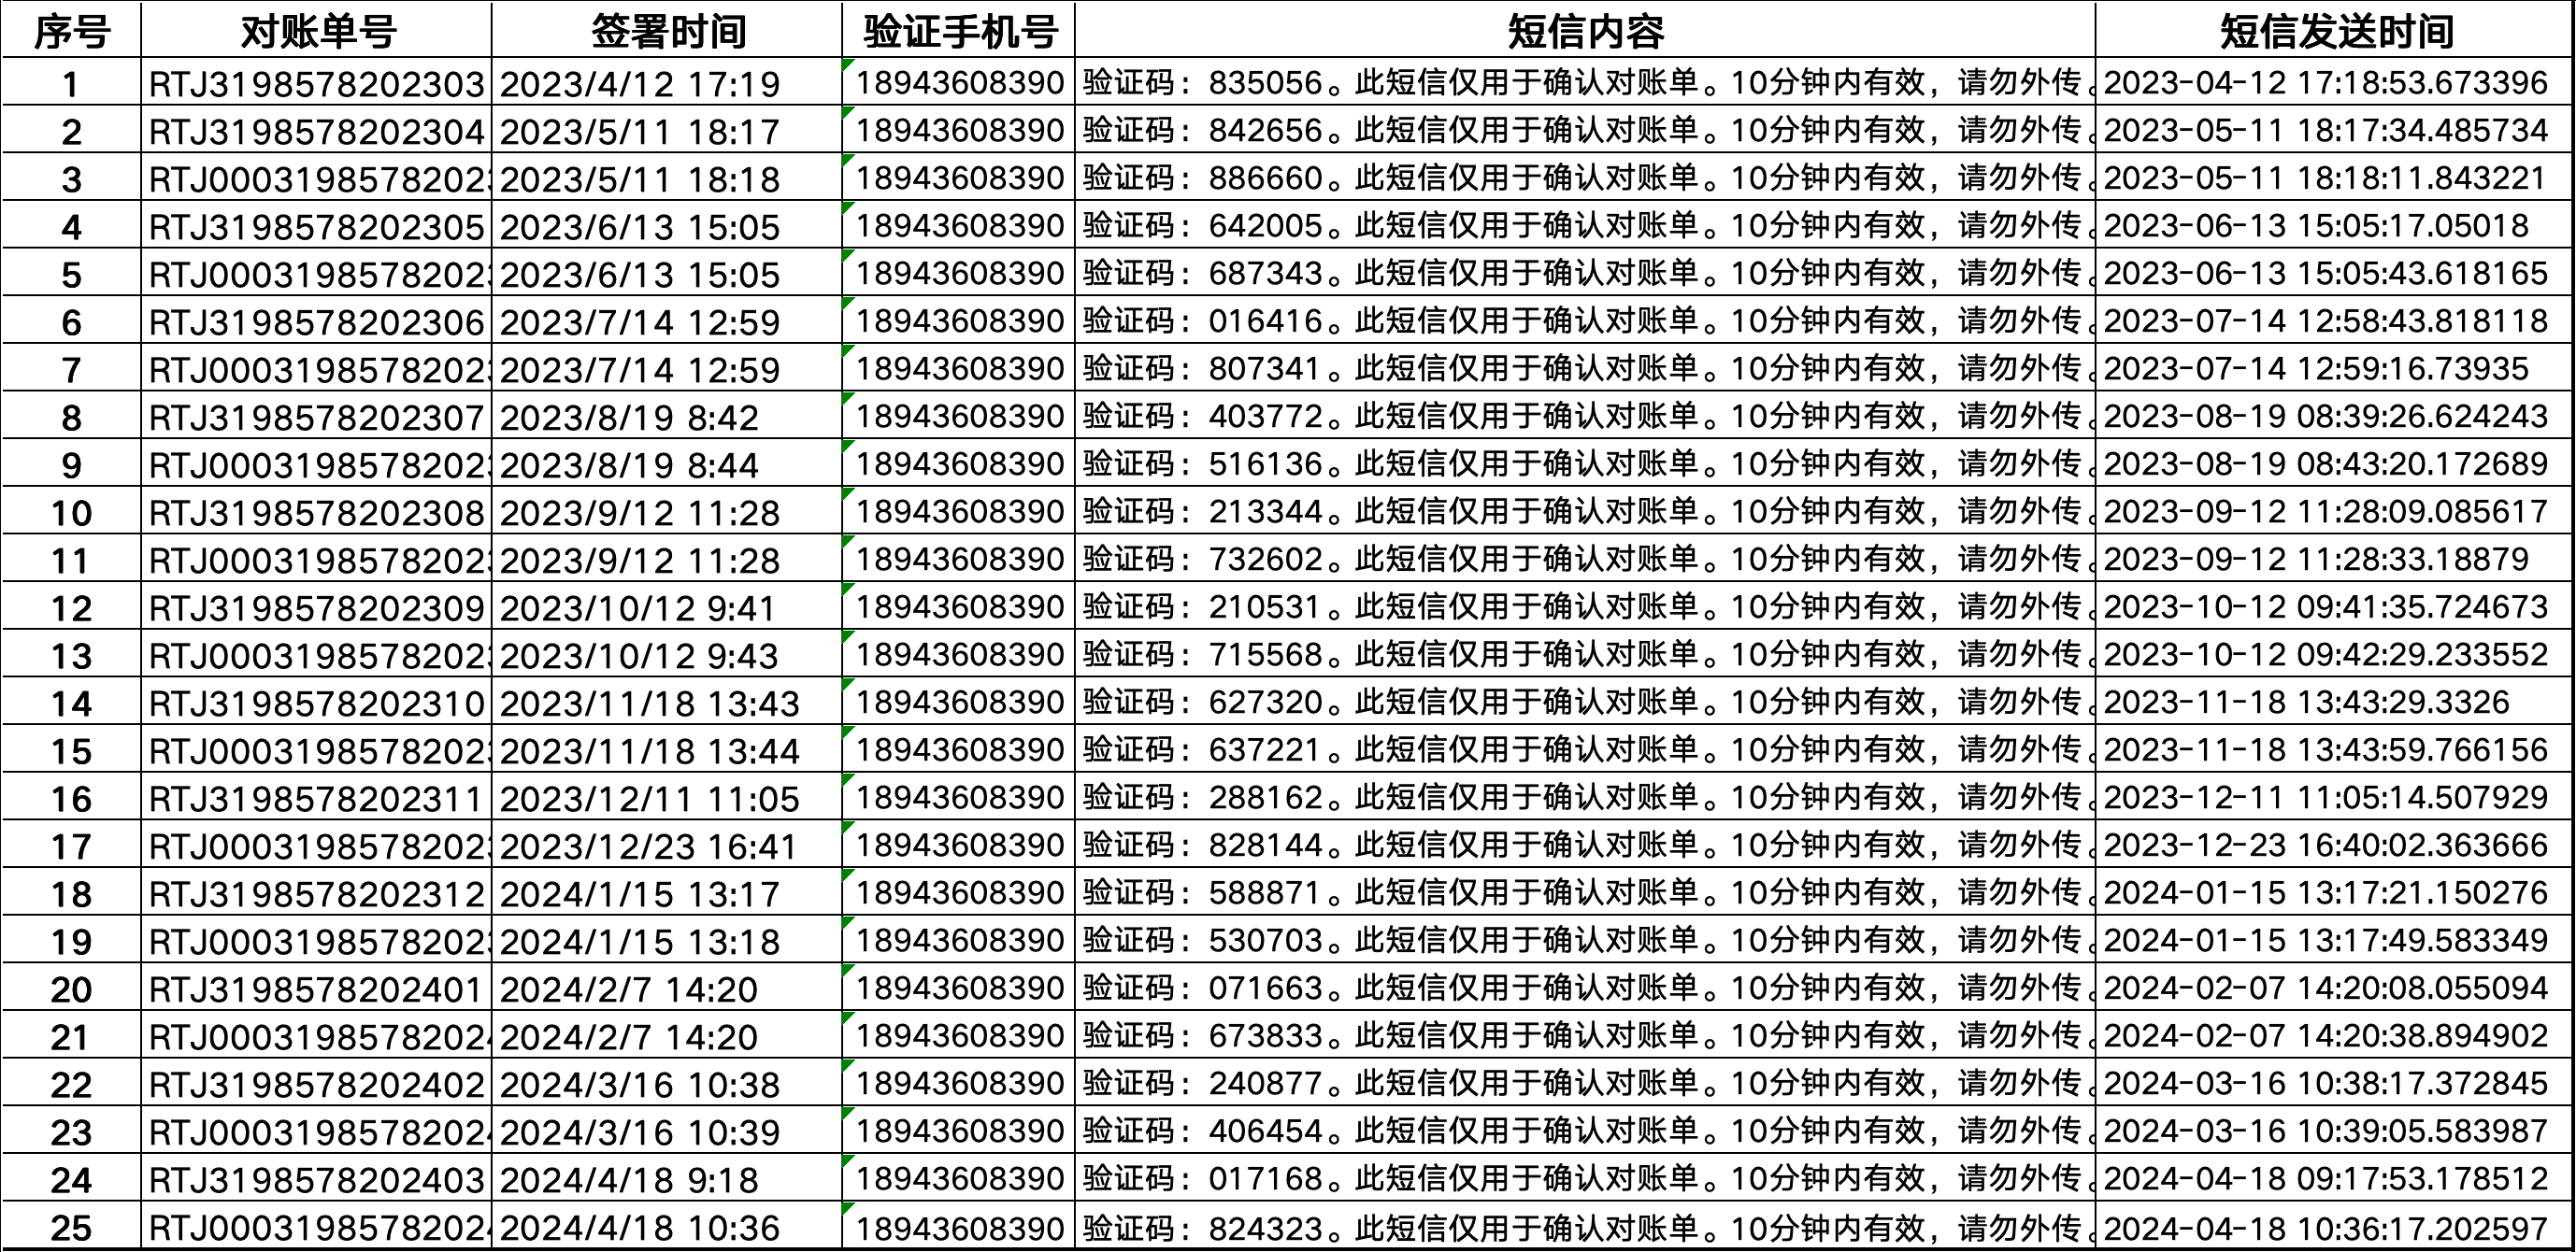 序号 对账单号 签署时间 验证手机号 短信内容 短信发送时间
1 RTJ3198578202303 2023/4/12 17:19 18943608390 验证码：835056。此短信仅用于确认对账单。10分钟内有效，请勿外传。 2023-04-12 17:18:53.673396
2 RTJ3198578202304 2023/5/11 18:17 18943608390 验证码：842656。此短信仅用于确认对账单。10分钟内有效，请勿外传。 2023-05-11 18:17:34.485734
3 RTJ00031985782023 2023/5/11 18:18 18943608390 验证码：886660。此短信仅用于确认对账单。10分钟内有效，请勿外传。 2023-05-11 18:18:11.843221
4 RTJ3198578202305 2023/6/13 15:05 18943608390 验证码：642005。此短信仅用于确认对账单。10分钟内有效，请勿外传。 2023-06-13 15:05:17.05018
5 RTJ00031985782023 2023/6/13 15:05 18943608390 验证码：687343。此短信仅用于确认对账单。10分钟内有效，请勿外传。 2023-06-13 15:05:43.618165
6 RTJ3198578202306 2023/7/14 12:59 18943608390 验证码：016416。此短信仅用于确认对账单。10分钟内有效，请勿外传。 2023-07-14 12:58:43.818118
7 RTJ00031985782023 2023/7/14 12:59 18943608390 验证码：807341。此短信仅用于确认对账单。10分钟内有效，请勿外传。 2023-07-14 12:59:16.73935
8 RTJ3198578202307 2023/8/19 8:42 18943608390 验证码：403772。此短信仅用于确认对账单。10分钟内有效，请勿外传。 2023-08-19 08:39:26.624243
9 RTJ00031985782023 2023/8/19 8:44 18943608390 验证码：516136。此短信仅用于确认对账单。10分钟内有效，请勿外传。 2023-08-19 08:43:20.172689
10 RTJ3198578202308 2023/9/12 11:28 18943608390 验证码：213344。此短信仅用于确认对账单。10分钟内有效，请勿外传。 2023-09-12 11:28:09.085617
11 RTJ00031985782023 2023/9/12 11:28 18943608390 验证码：732602。此短信仅用于确认对账单。10分钟内有效，请勿外传。 2023-09-12 11:28:33.18879
12 RTJ3198578202309 2023/10/12 9:41 18943608390 验证码：210531。此短信仅用于确认对账单。10分钟内有效，请勿外传。 2023-10-12 09:41:35.724673
13 RTJ00031985782023 2023/10/12 9:43 18943608390 验证码：715568。此短信仅用于确认对账单。10分钟内有效，请勿外传。 2023-10-12 09:42:29.233552
14 RTJ3198578202310 2023/11/18 13:43 18943608390 验证码：627320。此短信仅用于确认对账单。10分钟内有效，请勿外传。 2023-11-18 13:43:29.3326
15 RTJ00031985782023 2023/11/18 13:44 18943608390 验证码：637221。此短信仅用于确认对账单。10分钟内有效，请勿外传。 2023-11-18 13:43:59.766156
16 RTJ3198578202311 2023/12/11 11:05 18943608390 验证码：288162。此短信仅用于确认对账单。10分钟内有效，请勿外传。 2023-12-11 11:05:14.507929
17 RTJ00031985782023 2023/12/23 16:41 18943608390 验证码：828144。此短信仅用于确认对账单。10分钟内有效，请勿外传。 2023-12-23 16:40:02.363666
18 RTJ3198578202312 2024/1/15 13:17 18943608390 验证码：588871。此短信仅用于确认对账单。10分钟内有效，请勿外传。 2024-01-15 13:17:21.150276
19 RTJ00031985782023 2024/1/15 13:18 18943608390 验证码：530703。此短信仅用于确认对账单。10分钟内有效，请勿外传。 2024-01-15 13:17:49.583349
20 RTJ3198578202401 2024/2/7 14:20 18943608390 验证码：071663。此短信仅用于确认对账单。10分钟内有效，请勿外传。 2024-02-07 14:20:08.055094
21 RTJ00031985782024 2024/2/7 14:20 18943608390 验证码：673833。此短信仅用于确认对账单。10分钟内有效，请勿外传。 2024-02-07 14:20:38.894902
22 RTJ3198578202402 2024/3/16 10:38 18943608390 验证码：240877。此短信仅用于确认对账单。10分钟内有效，请勿外传。 2024-03-16 10:38:17.372845
23 RTJ00031985782024 2024/3/16 10:39 18943608390 验证码：406454。此短信仅用于确认对账单。10分钟内有效，请勿外传。 2024-03-16 10:39:05.583987
24 RTJ3198578202403 2024/4/18 9:18 18943608390 验证码：017168。此短信仅用于确认对账单。10分钟内有效，请勿外传。 2024-04-18 09:17:53.178512
25 RTJ00031985782024 2024/4/18 10:36 18943608390 验证码：824323。此短信仅用于确认对账单。10分钟内有效，请勿外传。 2024-04-18 10:36:17.202597